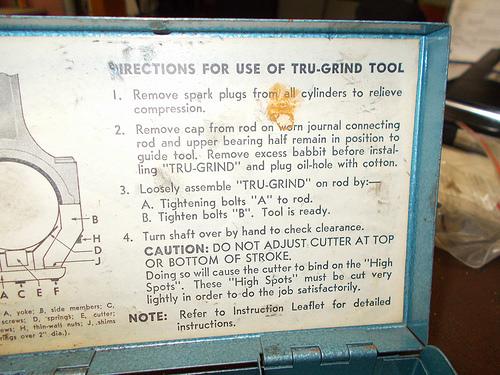 DIRECTIONS FOR USE OF TRU-GRIND TOOL
1. Remove spark plugs from all cylinders to relieve
compression.
2. Remove cap from rod on worn journal connecting
rod and upper bearing half remain in position to
guide tool. Remove excess babbit before instal-
ling "TRU-GRIND" and plug oil-hole with cotton.
3. Loosely assemble "TRU-GRIND" on rod by:—
A. Tightening bolts "A" to rod.
B. Tighten bolts "B". Tool is ready.
4. Turn shaft over by hand to check clearance.
CAUTION: DO NOT ADJUST CUTTER AT TOP
OR BOTTOM OF STROKE.
Doing so will cause the cutter to bind on the "High
Spots". These "High Spots" must be cut very
lightly in order to do the job satisfactorily.
NOTE: Refer to Instruction Leaflet for detailed
instructions.
B
H
D
J
A C E F
A, yoke; B, side members; C,
screws; D, springs; E, cutter;
ews; H, thin-wall nuts; J, shims
ings over 2" dia.).